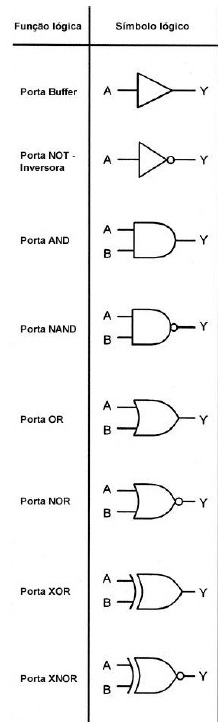 Função lógica Símbolo lógico
Porta Buffer A Y
Porta NOT -
Inversora A Y
Porta AND A B Y
Porta NAND A B Y
Porta OR A B Y
Porta NOR A B Y
Porta XOR A B Y
Porta XNOR A B Y